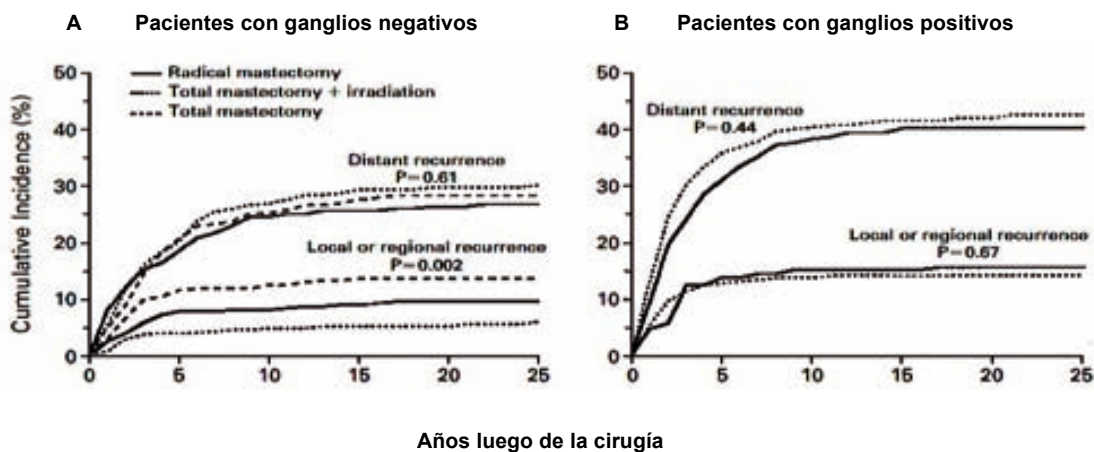 A Pacientes con ganglios negativos
B Pacientes con ganglios positivos
Cumulative Incidence (%)
50
40
30
20
10
0
Radical mastectomy
Total mastectomy + irradiation
Total mastectomy
Distant recurrence
P=0.61
Local or regional recurrence
P=0.002
0 5 10 15 20 25
50
40
30
20
10
0
Distant recurrence
P=0.44
Local or regional recurrence
P=0.67
0 5 10 15 20 25
Años luego de la cirugía